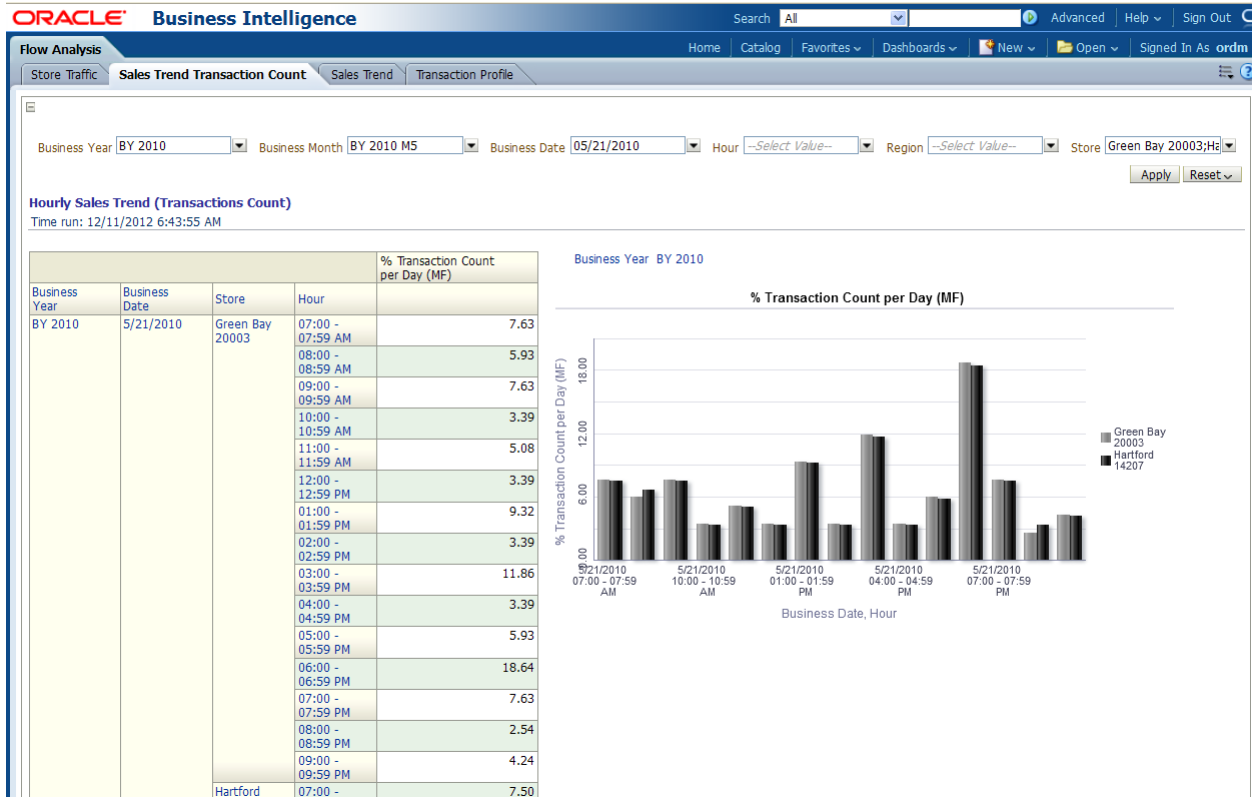 ORACLE Business Intelligence
Search All Advanced Help Sign Out
Flow Analysis
Home Catalog Favorites Dashboards New Open Signed In As ordm
Store Traffic Sales Trend Transaction Count Sales Trend Transaction Profile
Business Year BY 2010 Business Month BY 2010 M5 Business Date 05/21/2010 Hour --Select Value-- Region --Select Value-- Store Green Bay 20003;Ha
Apply Reset
Hourly Sales Trend (Transactions Count)
Time run: 12/11/2012 6:43:55 AM
% Transaction Count
per Day (MF)
Business Year
Business Date
Store
Hour
BY 2010
5/21/2010
Green Bay
20003
07:00 -
07:59 AM
7.63
08:00 -
08:59 AM
5.93
09:00 -
09:59 AM
7.63
10:00 -
10:59 AM
3.39
11:00 -
11:59 AM
5.08
12:00 -
12:59 PM
3.39
01:00 -
01:59 PM
9.32
02:00 -
02:59 PM
3.39
03:00 -
03:59 PM
11.86
04:00 -
04:59 PM
3.39
05:00 -
05:59 PM
5.93
06:00 -
06:59 PM
18.64
07:00 -
07:59 PM
7.63
08:00 -
08:59 PM
2.54
09:00 -
09:59 PM
4.24
Hartford
07:00 -
7.50
Business Year BY 2010
% Transaction Count per Day (MF)
% Transaction Count per Day (MF)
18.00
12.00
6.00
0.00
5/21/2010
07:00 - 07:59
AM
5/21/2010
10:00 - 10:59
AM
5/21/2010
01:00 - 01:59
PM
5/21/2010
04:00 - 04:59
PM
5/21/2010
07:00 - 07:59
PM
Business Date, Hour
Green Bay
20003
Hartford
14207